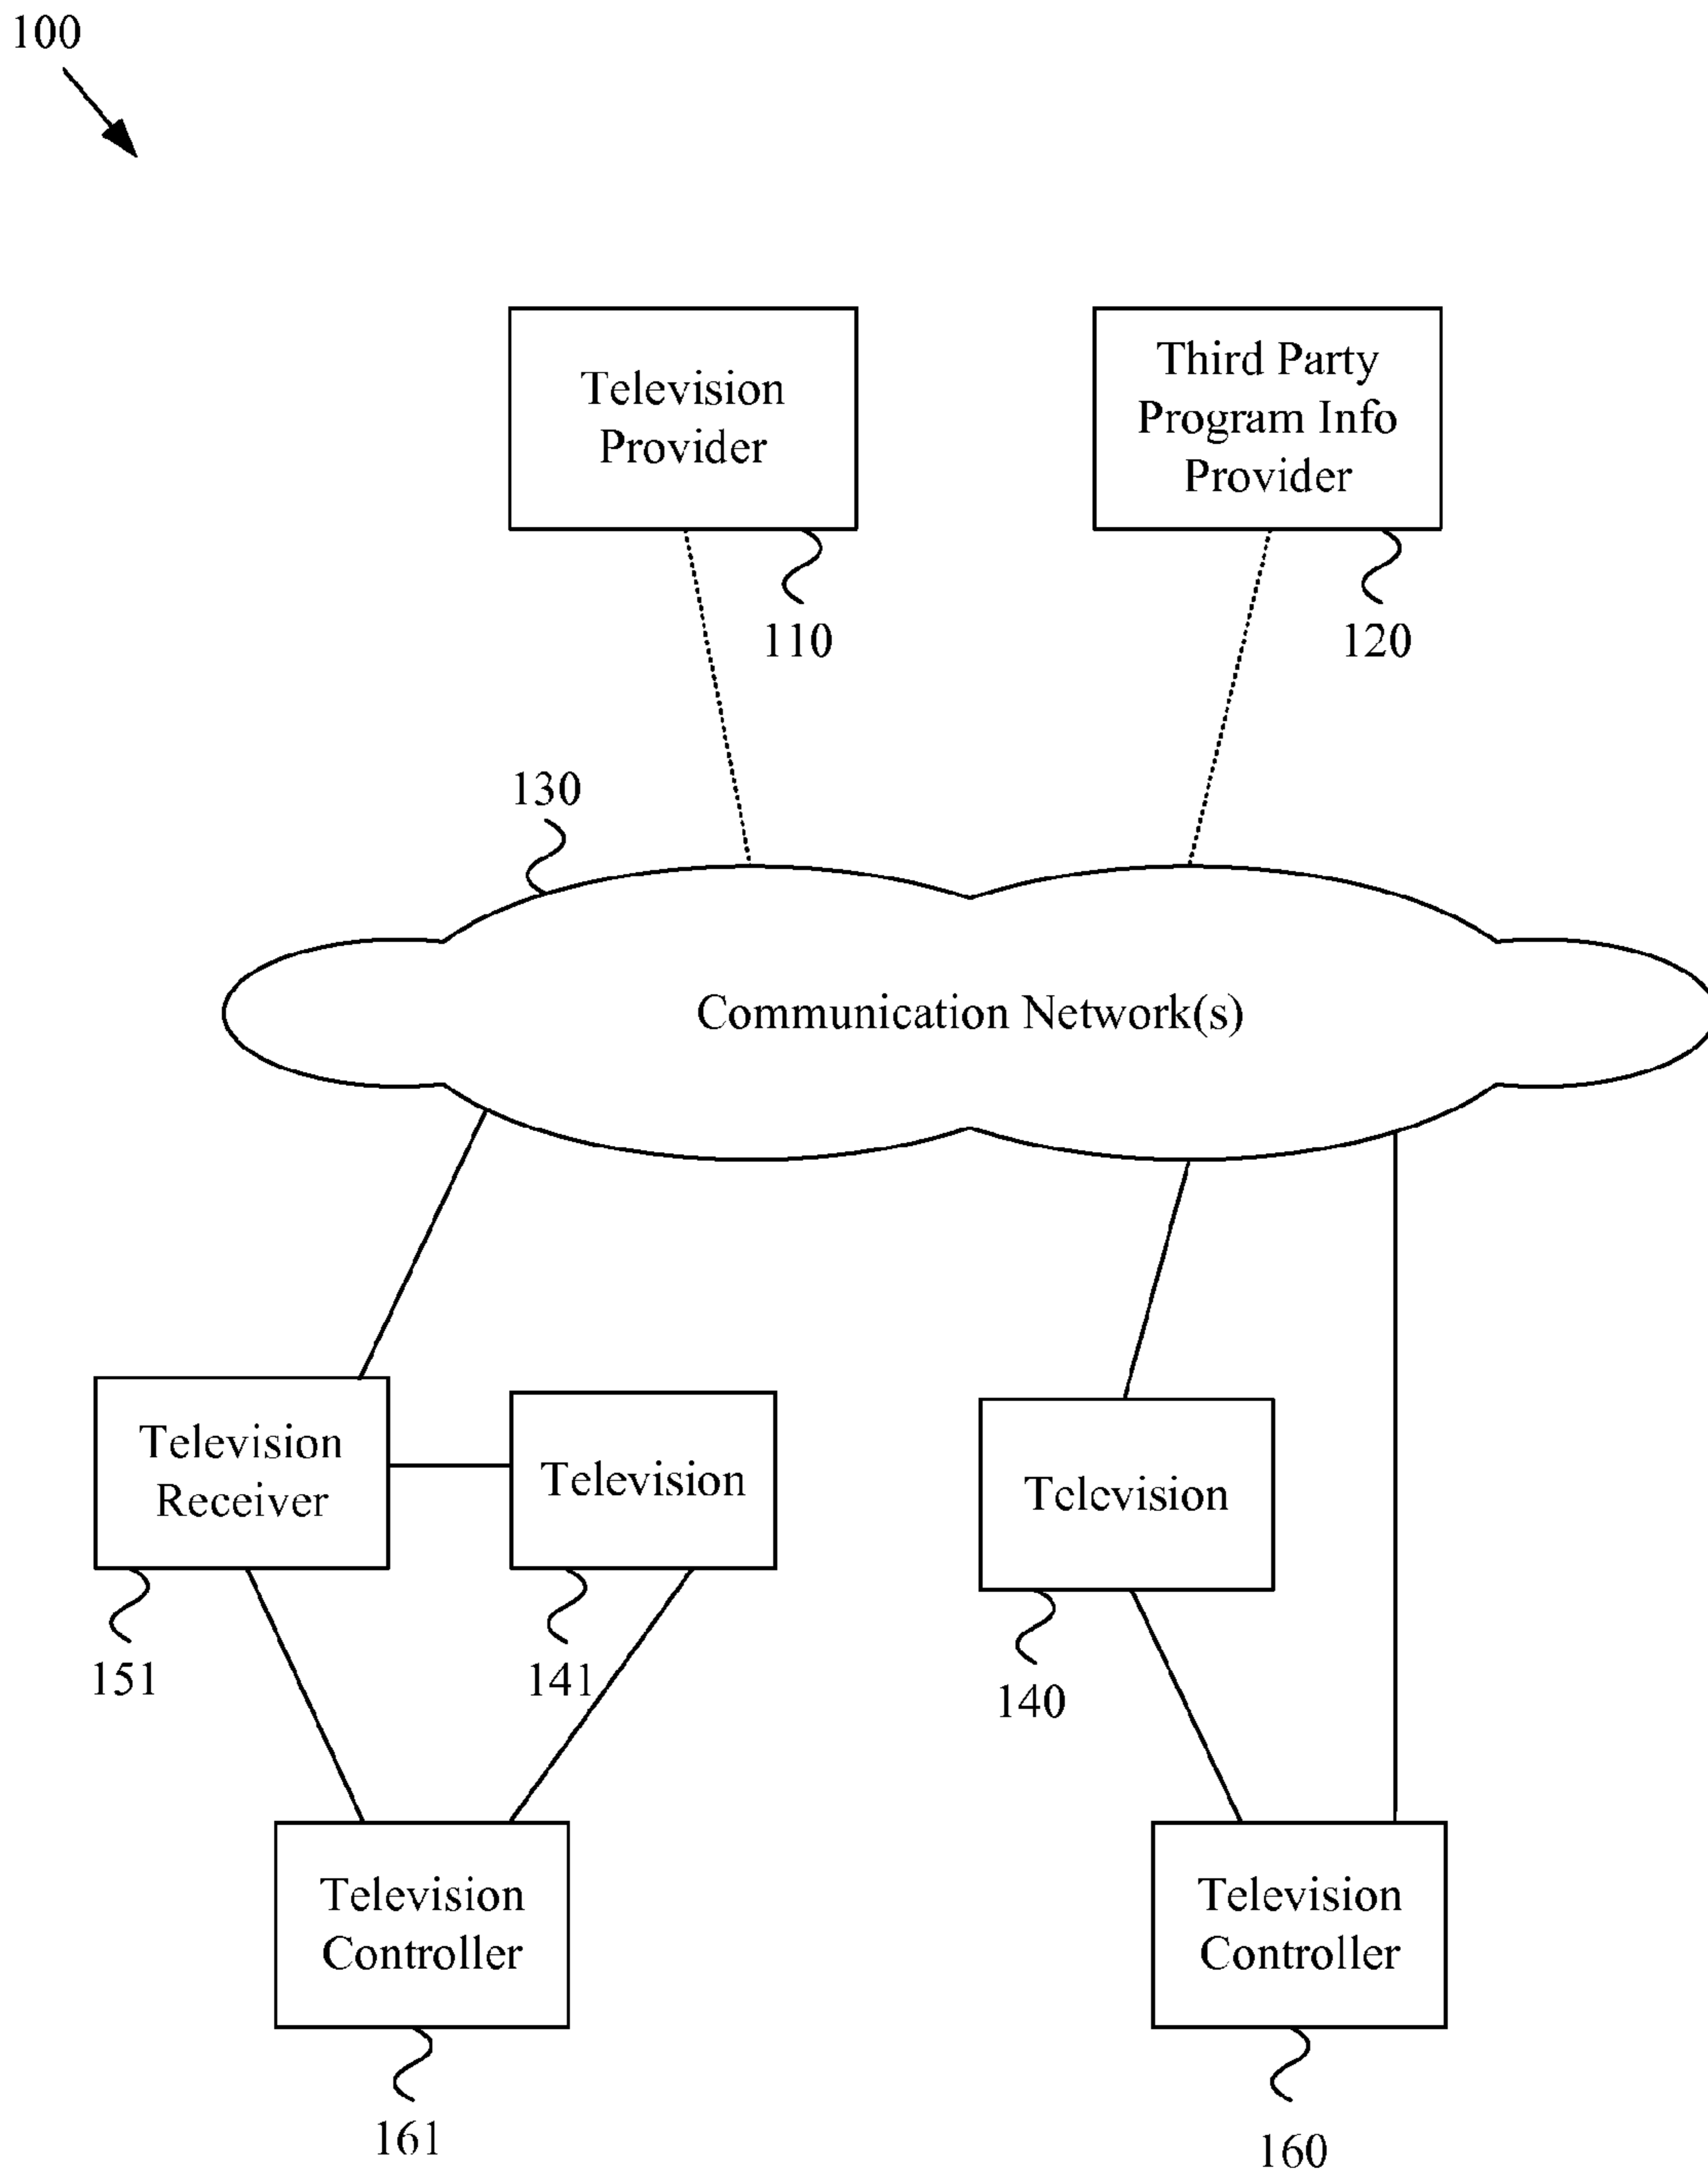 100
Television
Provider
Third Party
Program Info
Provider
110
120
130
Communication Network(s)
Television
Receiver
Television
Television
151
141
140
Television
Controller
Television
Controller
161
160